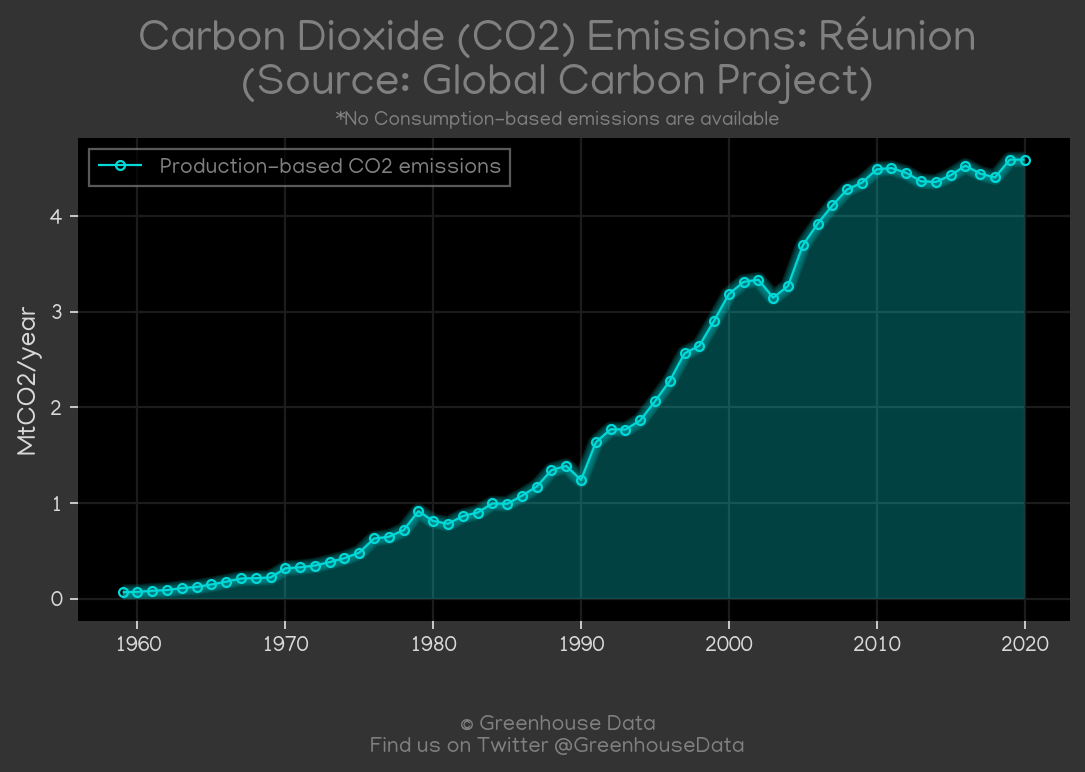 Carbon Dioxide (CO2) Emissions: Réunion
(Source: Global Carbon Project)
*No Consumption-based emissions are available
Production-based CO2 emissions
MtCO2/year
4
3
2
1
0
1960 1970 1980 1990 2000 2010 2020
© Greenhouse Data
Find us on Twitter @GreenhouseData